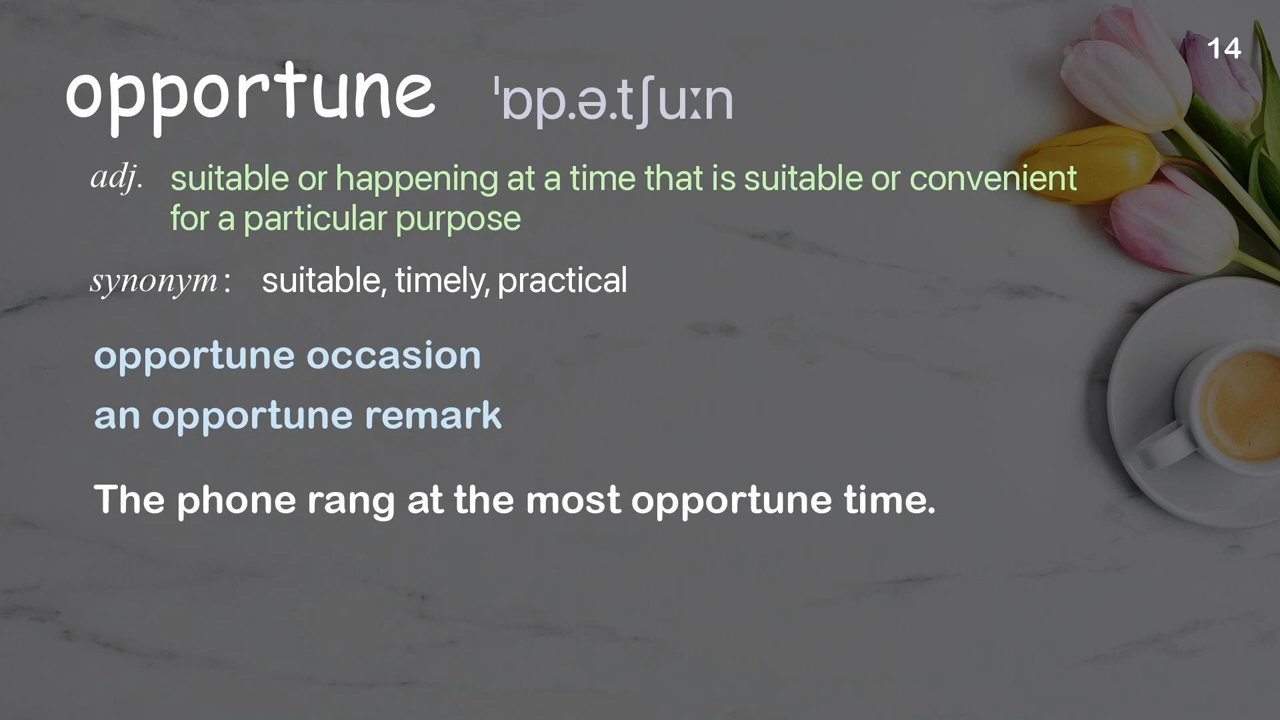 14
opportune ˈɒp.ə.tʃuːn
adj. suitable or happening at a time that is suitable or convenient
for a particular purpose
synonym: suitable, timely, practical
opportune occasion
an opportune remark
The phone rang at the most opportune time.